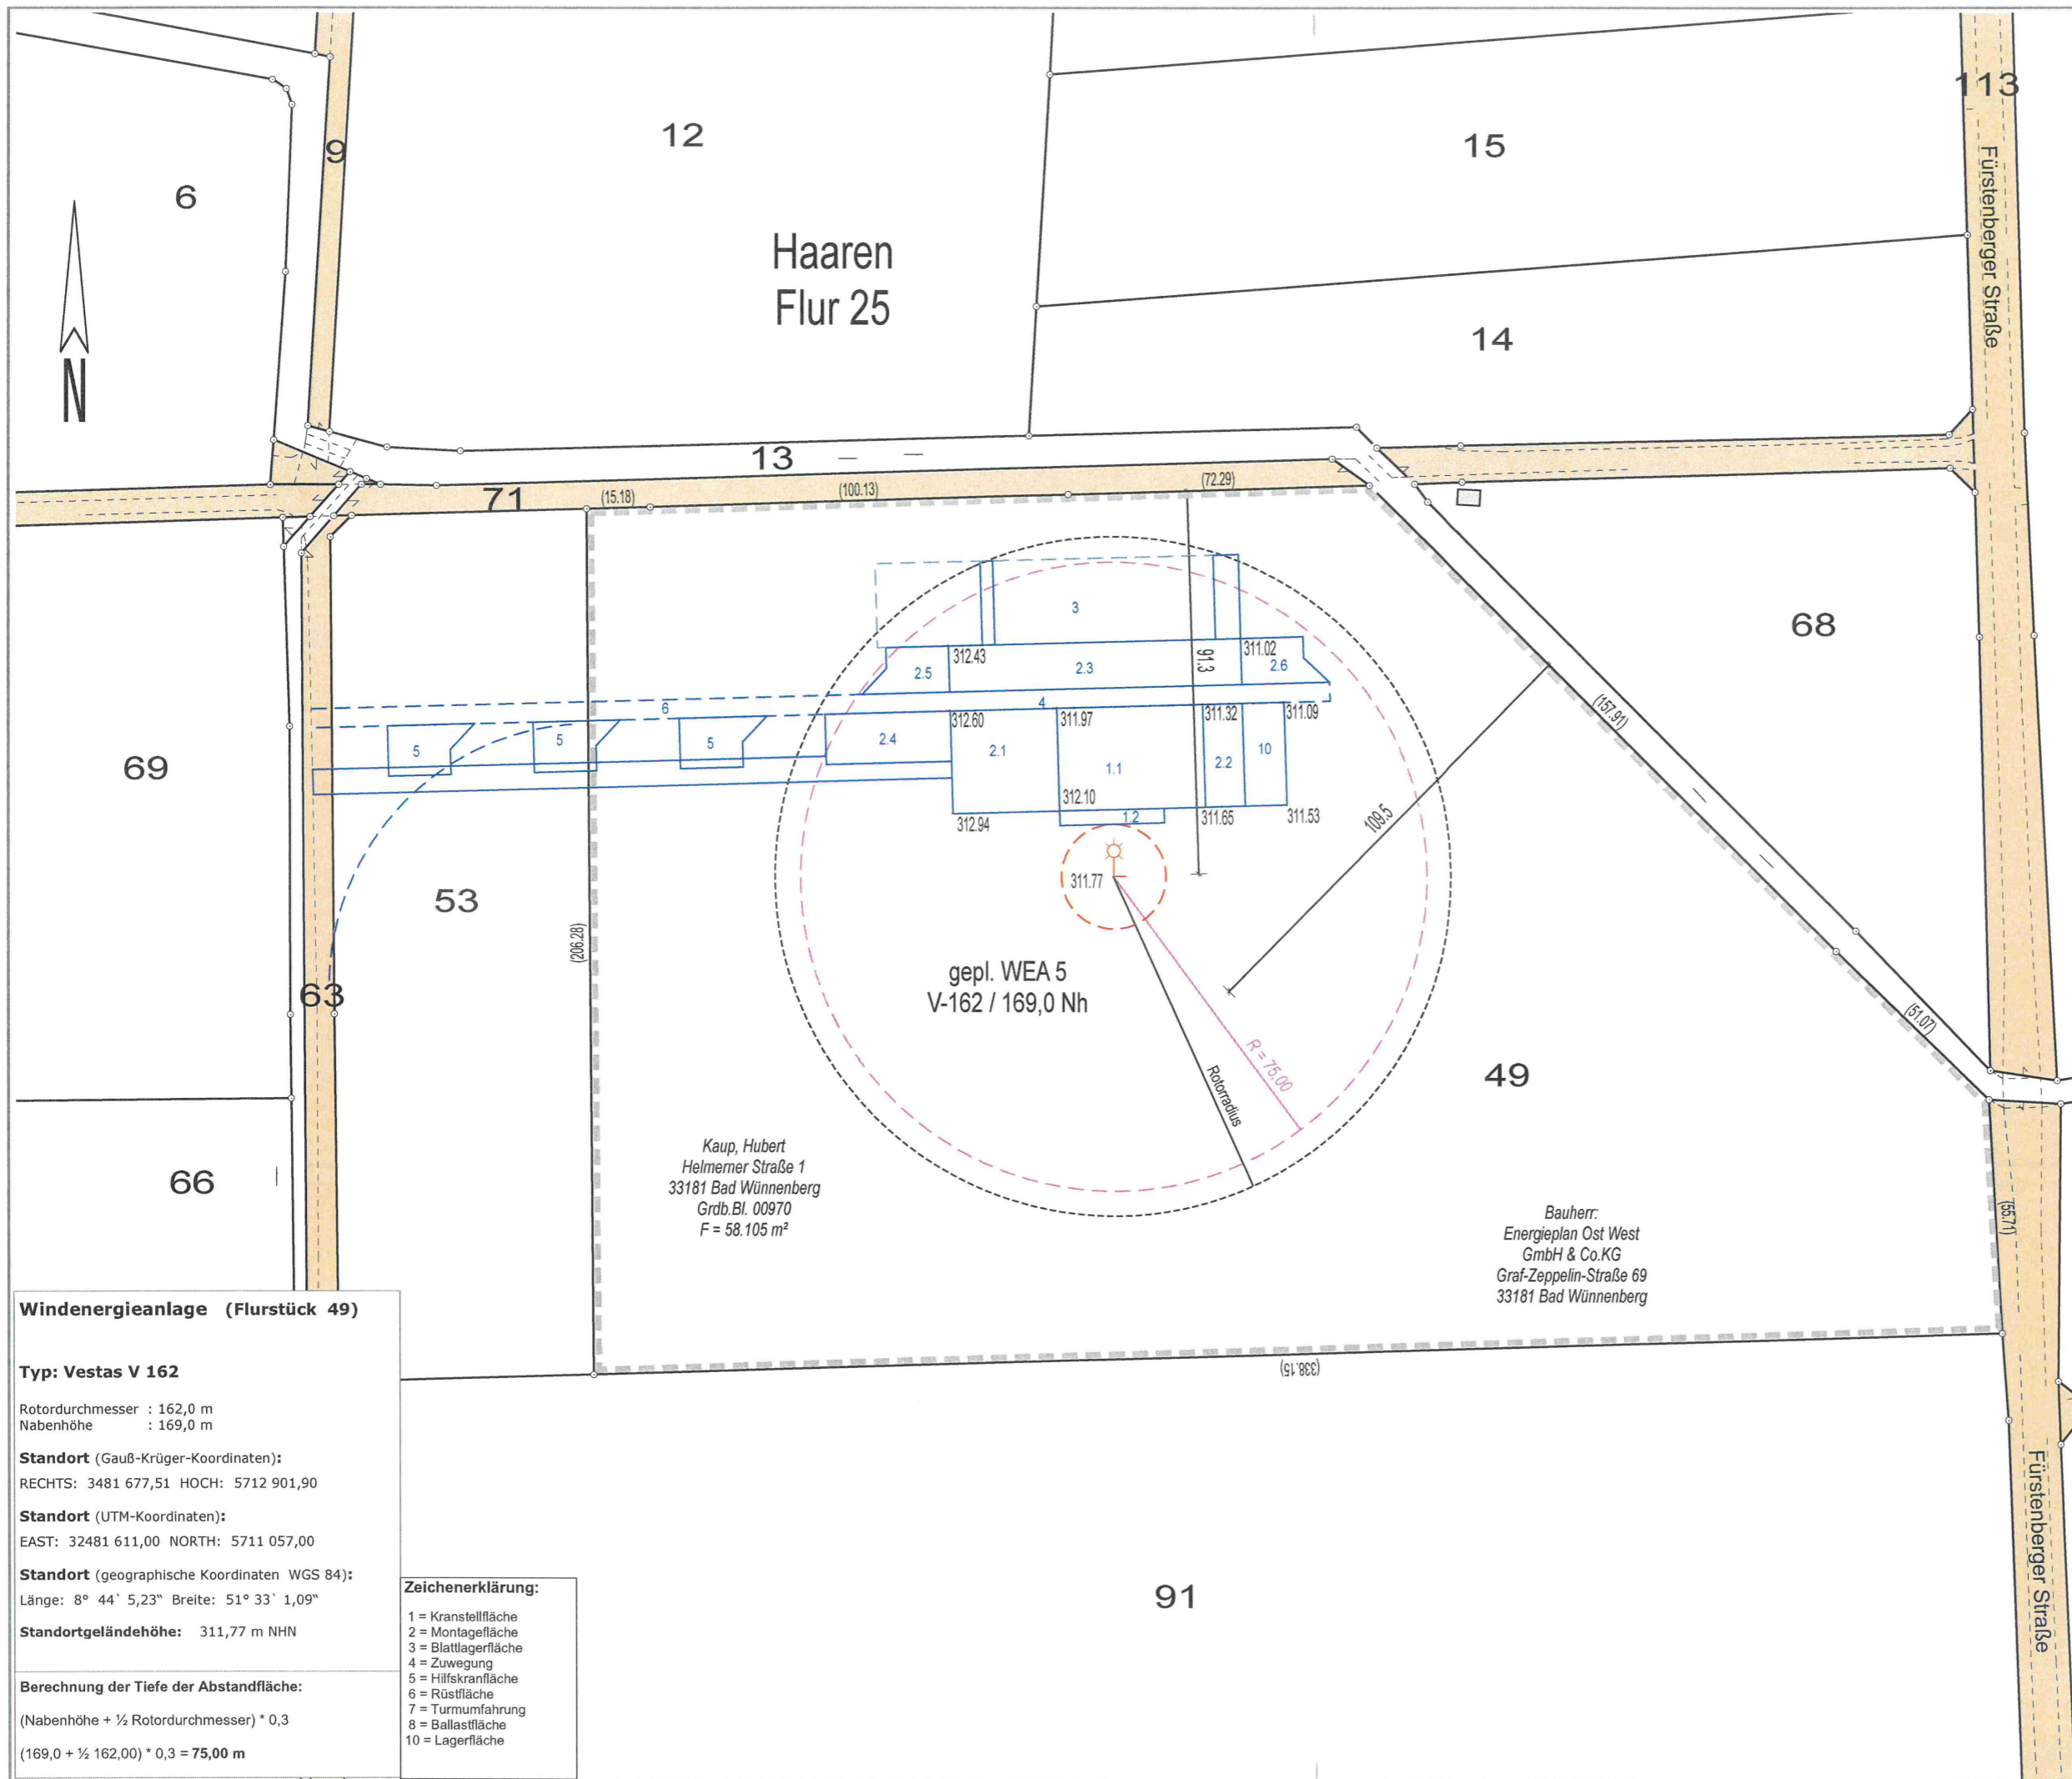 113
9
12
15
6
Fürstenberger Straße
Haaren
Flur 25
14
N
13
71
(15.18)
(100.13)
(72.29)
3
68
312.43
311.02
2.5
2.3
91.3
2.6
6
4
312.60
311.97
311.32
311.09
(157.91)
5
5
5
2.4
2.1
1.1
2.2
10
69
312.10
312.94
1.2
311.65
311.53
109.5
311.77
53
(206.28)
63
gepl. WEA 5
V-162 / 169,0 Nh
(51.07)
R = 75,00
Rotorradius
49
Kaup, Hubert
Helmerner Straße 1
33181 Bad Wünnenberg
Grdb.Bl. 00970
F = 58.105 m²
66
(55.71)
Bauherr:
Energieplan Ost West
GmbH & Co.KG
Graf-Zeppelin-Straße 69
33181 Bad Wünnenberg
(338.15)
Fürstenberger Straße
91
Windenergieanlage (Flurstück 49)
Typ: Vestas V 162
Rotordurchmesser : 162,0 m
Nabenhöhe : 169,0 m
Standort (Gauß-Krüger-Koordinaten):
RECHTS: 3481 677,51 HOCH: 5712 901,90
Standort (UTM-Koordinaten):
EAST: 32481 611,00 NORTH: 5711 057,00
Standort (geographische Koordinaten WGS 84):
Länge: 8° 44` 5,23“ Breite: 51° 33` 1,09“
Standortgeländehöhe: 311,77 m NHN
Berechnung der Tiefe der Abstandfläche:
(Nabenhöhe + ½ Rotordurchmesser) * 0,3
(169,0 + ½ 162,00) * 0,3 = 75,00 m
Zeichenerklärung:
1 = Kranstellfläche
2 = Montagefläche
3 = Blattlagerfläche
4 = Zuwegung
5 = Hilfskranfläche
6 = Rüstfläche
7 = Turmumfahrung
8 = Ballastfläche
10 = Lagerfläche